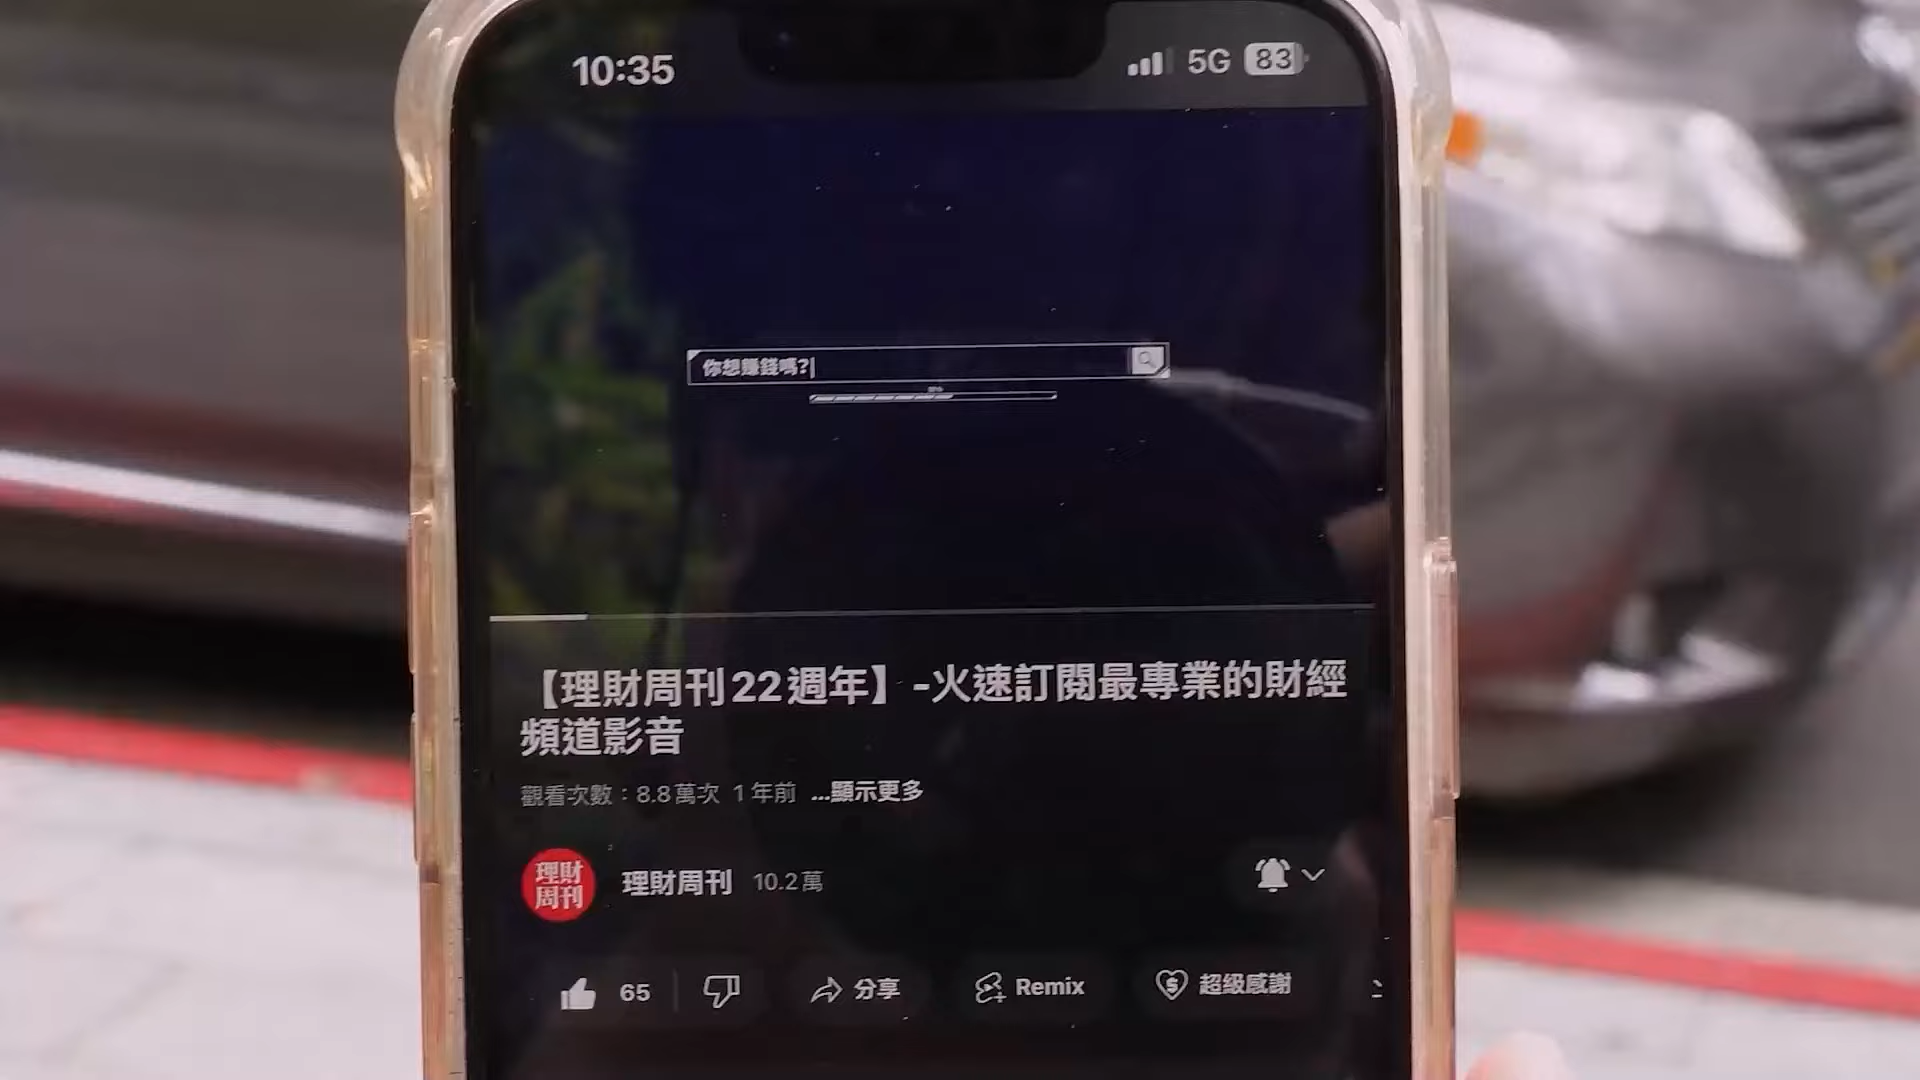 10:35
5G 83
你想賺錢嗎?
【理財周刊22週年】-火速訂閱最專業的財經
頻道影音
觀看次數：8.8萬次 1年前 ...顯示更多
理財
周刊
理財周刊 10.2萬
65 分享 Remix 超級感謝